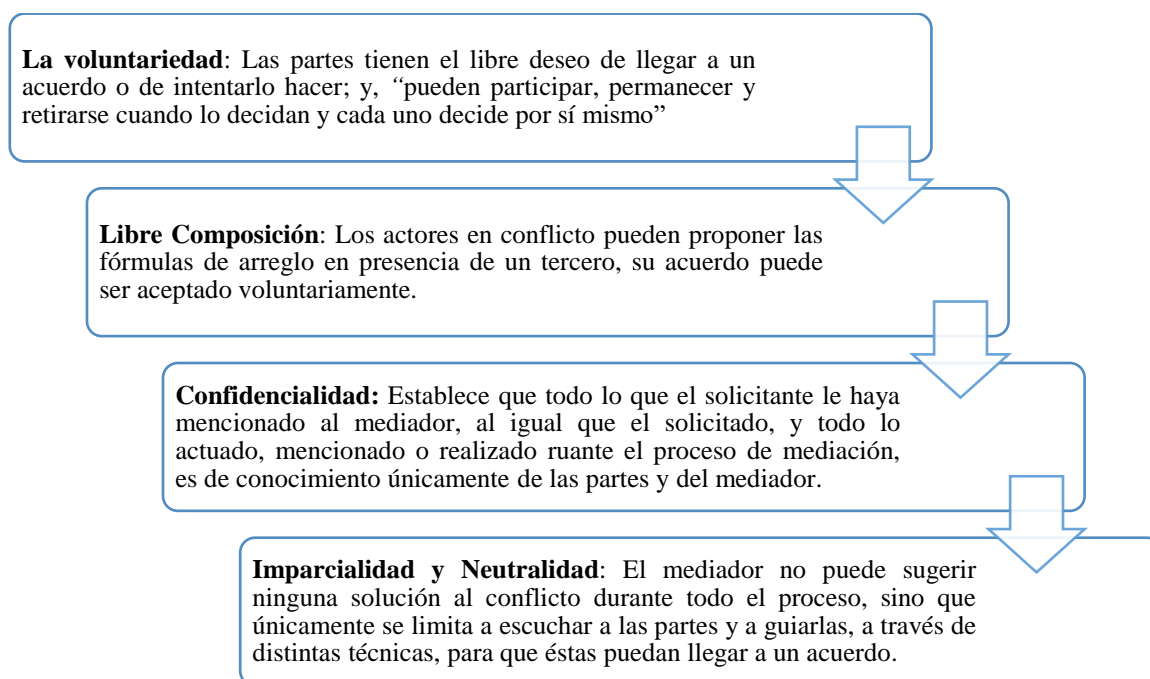 La voluntariedad: Las partes tienen el libre deseo de llegar a un
acuerdo o de intentarlo hacer; y, “pueden participar, permanecer y
retirarse cuando lo decidan y cada uno decide por sí mismo”
Libre Composición: Los actores en conflicto pueden proponer las
fórmulas de arreglo en presencia de un tercero, su acuerdo puede
ser aceptado voluntariamente.
Confidencialidad: Establece que todo lo que el solicitante le haya
mencionado al mediador, al igual que el solicitado, y todo lo
actuado, mencionado o realizado ruante el proceso de mediación,
es de conocimiento únicamente de las partes y del mediador.
Imparcialidad y Neutralidad: El mediador no puede sugerir
ninguna solución al conflicto durante todo el proceso, sino que
únicamente se limita a escuchar a las partes y a guiarlas, a través de
distintas técnicas, para que éstas puedan llegar a un acuerdo.